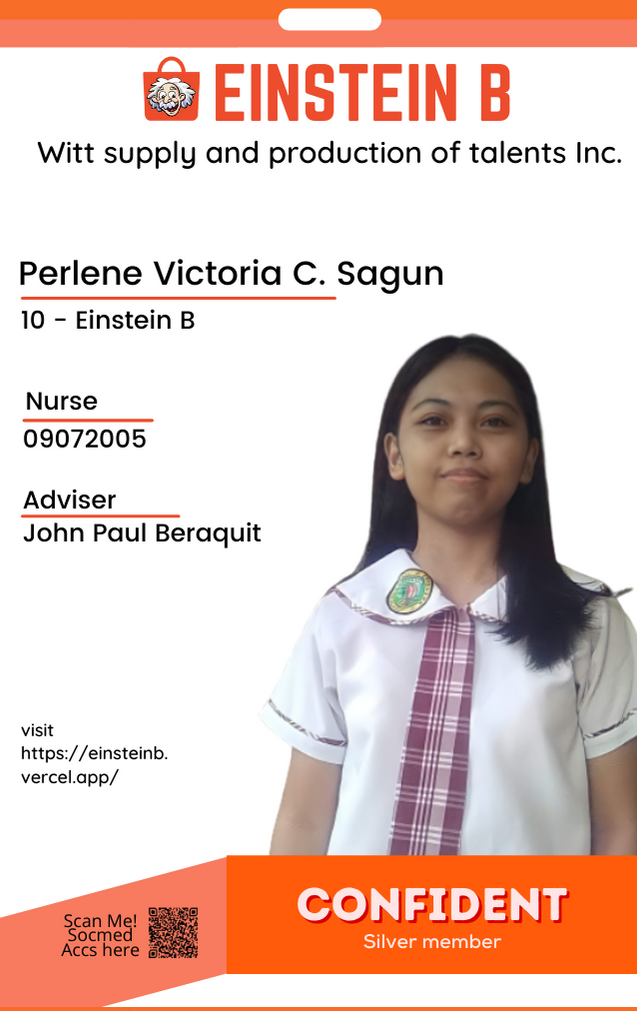 EINSTEIN B
Witt supply and production of talents Inc.
Perlene Victoria C. Sagun
10 - Einstein B
Nurse
09072005
Adviser
John Paul Beraquit
visit
https://einsteinb.
vercel.app/
Scan Me!
Socmed
Accs here
CONFIDENT
Silver member